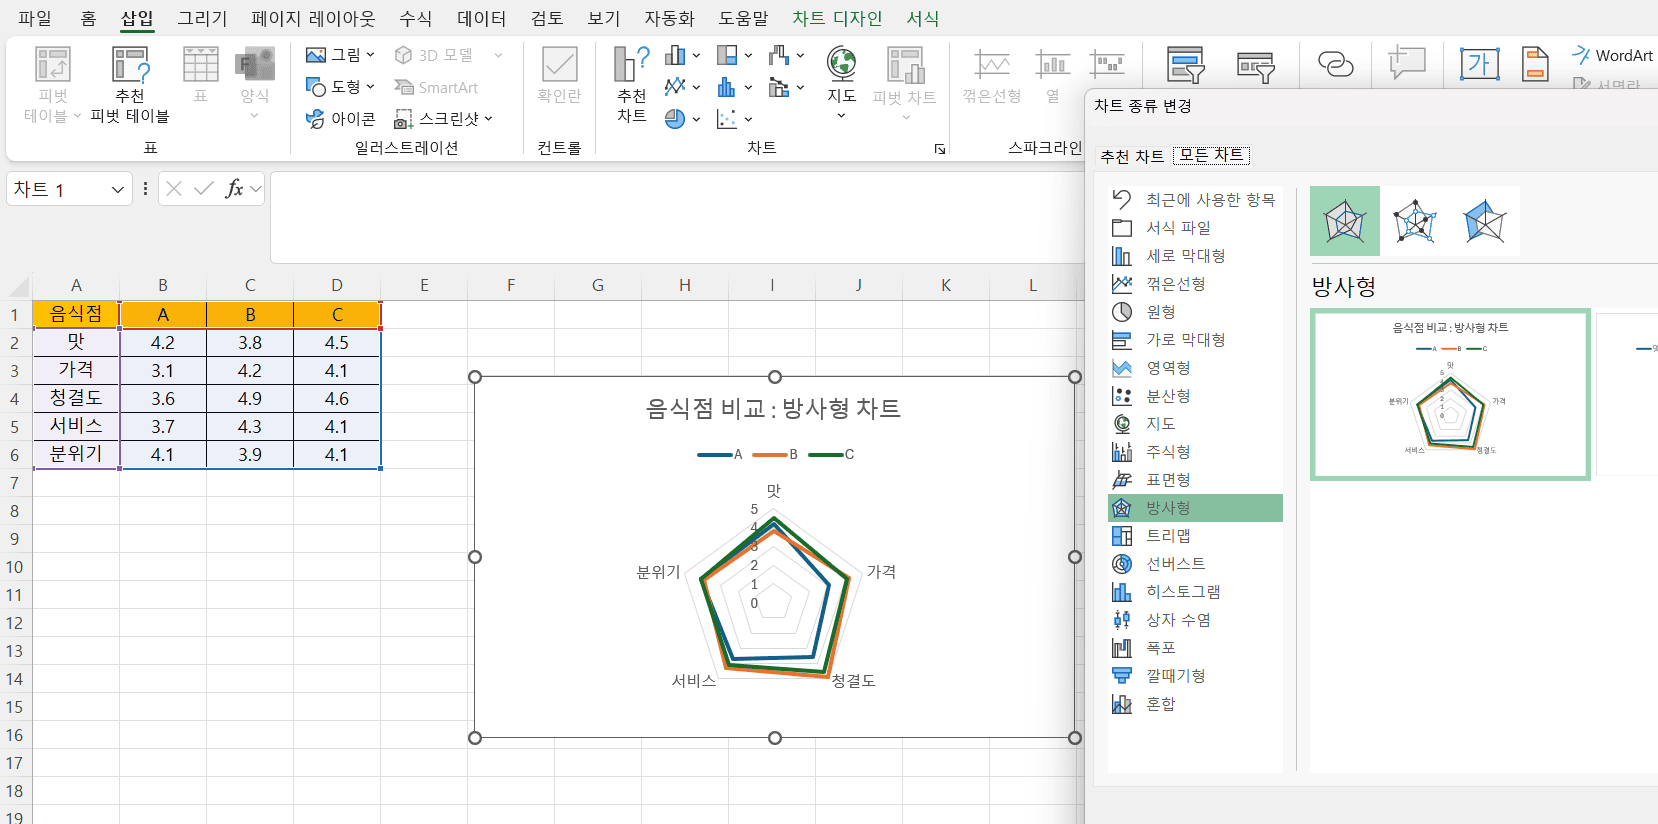 파일 홈 삽입 그리기 페이지 레이아웃 수식 데이터 검토 보기 자동화 도움말 차트 디자인 서식
피벗 테이블
추천 피벗 테이블
표
양식
표
그림
도형
아이콘
3D 모델
SmartArt
스크린샷
일러스트레이션
확인란
컨트롤
추천 차트
지도
피벗 차트
차트
꺾은선형
열
스파크라인
가
WordArt
서명란
차트 1
fx
A B C D E F G H I J K L
1 음식점 A B C
2 맛 4.2 3.8 4.5
3 가격 3.1 4.2 4.1
4 청결도 3.6 4.9 4.6
5 서비스 3.7 4.3 4.1
6 분위기 4.1 3.9 4.1
7
8
9
10
11
12
13
14
15
16
17
18
19
음식점 비교 : 방사형 차트
A B C
맛
5
4
3
2
1
0
분위기
가격
서비스
청결도
차트 종류 변경
추천 차트 모든 차트
최근에 사용한 항목
서식 파일
세로 막대형
꺾은선형
원형
가로 막대형
영역형
분산형
지도
주식형
표면형
방사형
트리맵
선버스트
히스토그램
상자 수염
폭포
깔때기형
혼합
방사형
음식점 비교 : 방사형 차트
A B C
맛
5
4
3
2
1
0
분위기
가격
서비스
청결도
맛